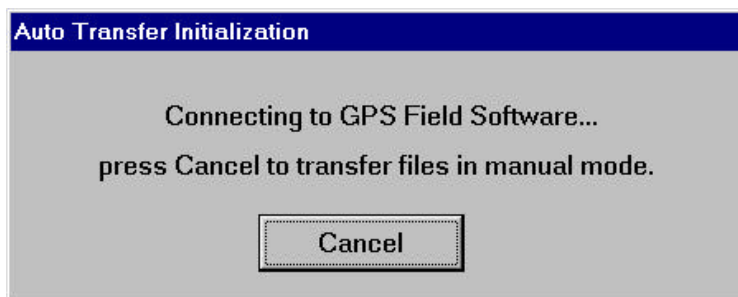 Auto Transfer Initialization
Connecting to GPS Field Software...
press Cancel to transfer files in manual mode.
Cancel